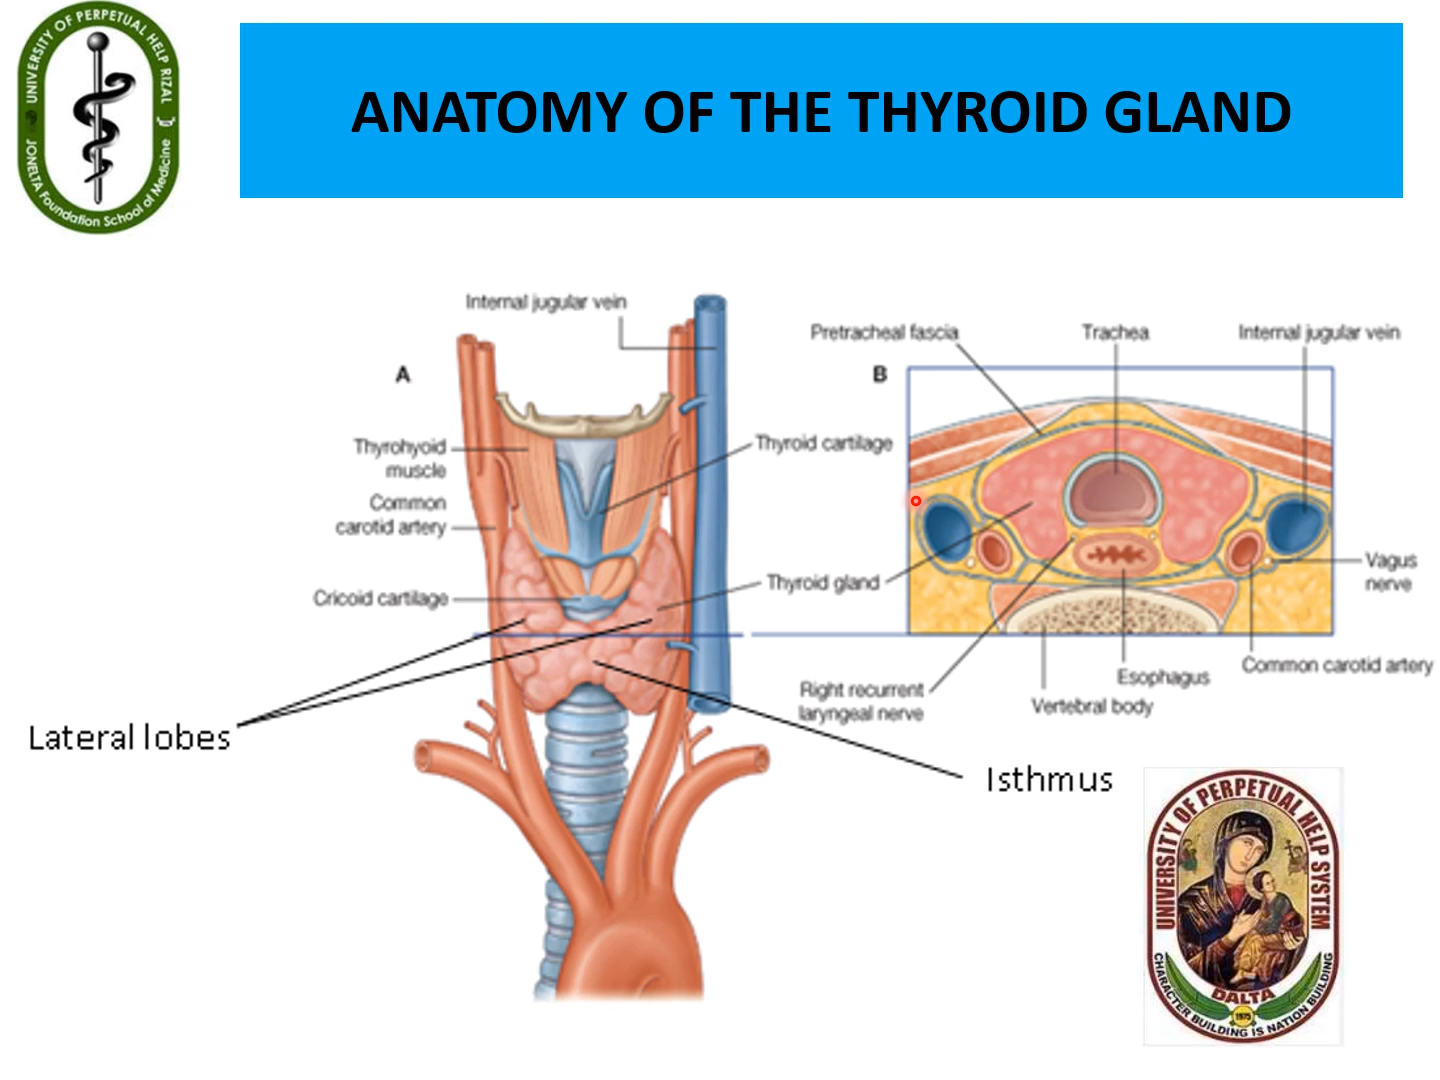 UNIVERSITY OF PERPETUAL HELP RIZAL
JONELTA Foundation School of Medicine
ANATOMY OF THE THYROID GLAND
Internal jugular vein
A
Thyrohyoid
muscle
Common
carotid artery
Cricoid cartilage
Thyroid cartilage
Thyroid gland
Lateral lobes
Isthmus
Pretracheal fascia
Trachea
Internal jugular vein
B
Vagus
nerve
Common carotid artery
Esophagus
Vertebral body
Right recurrent
laryngeal nerve
UNIVERSITY OF PERPETUAL HELP SYSTEM
DALTA
1975
CHARACTER BUILDING IS NATION BUILDING